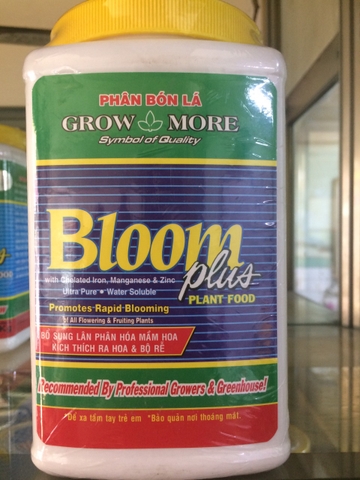 PHÂN BÓN LÁ
GROW MORE
Symbol of Quality
Bloom
plus
with Chelated Iron, Manganese & Zinc
Ultra Pure • Water Soluble
PLANT FOOD
Promotes Rapid Blooming
of All Flowering & Fruiting Plants
BỔ SUNG LÂN PHÂN HÓA MẦM HOA
KÍCH THÍCH RA HOA & BỘ RỄ
Recommended By Professional Growers & Greenhouse!
*Để xa tầm tay trẻ em *Bảo quản nơi thoáng mát.